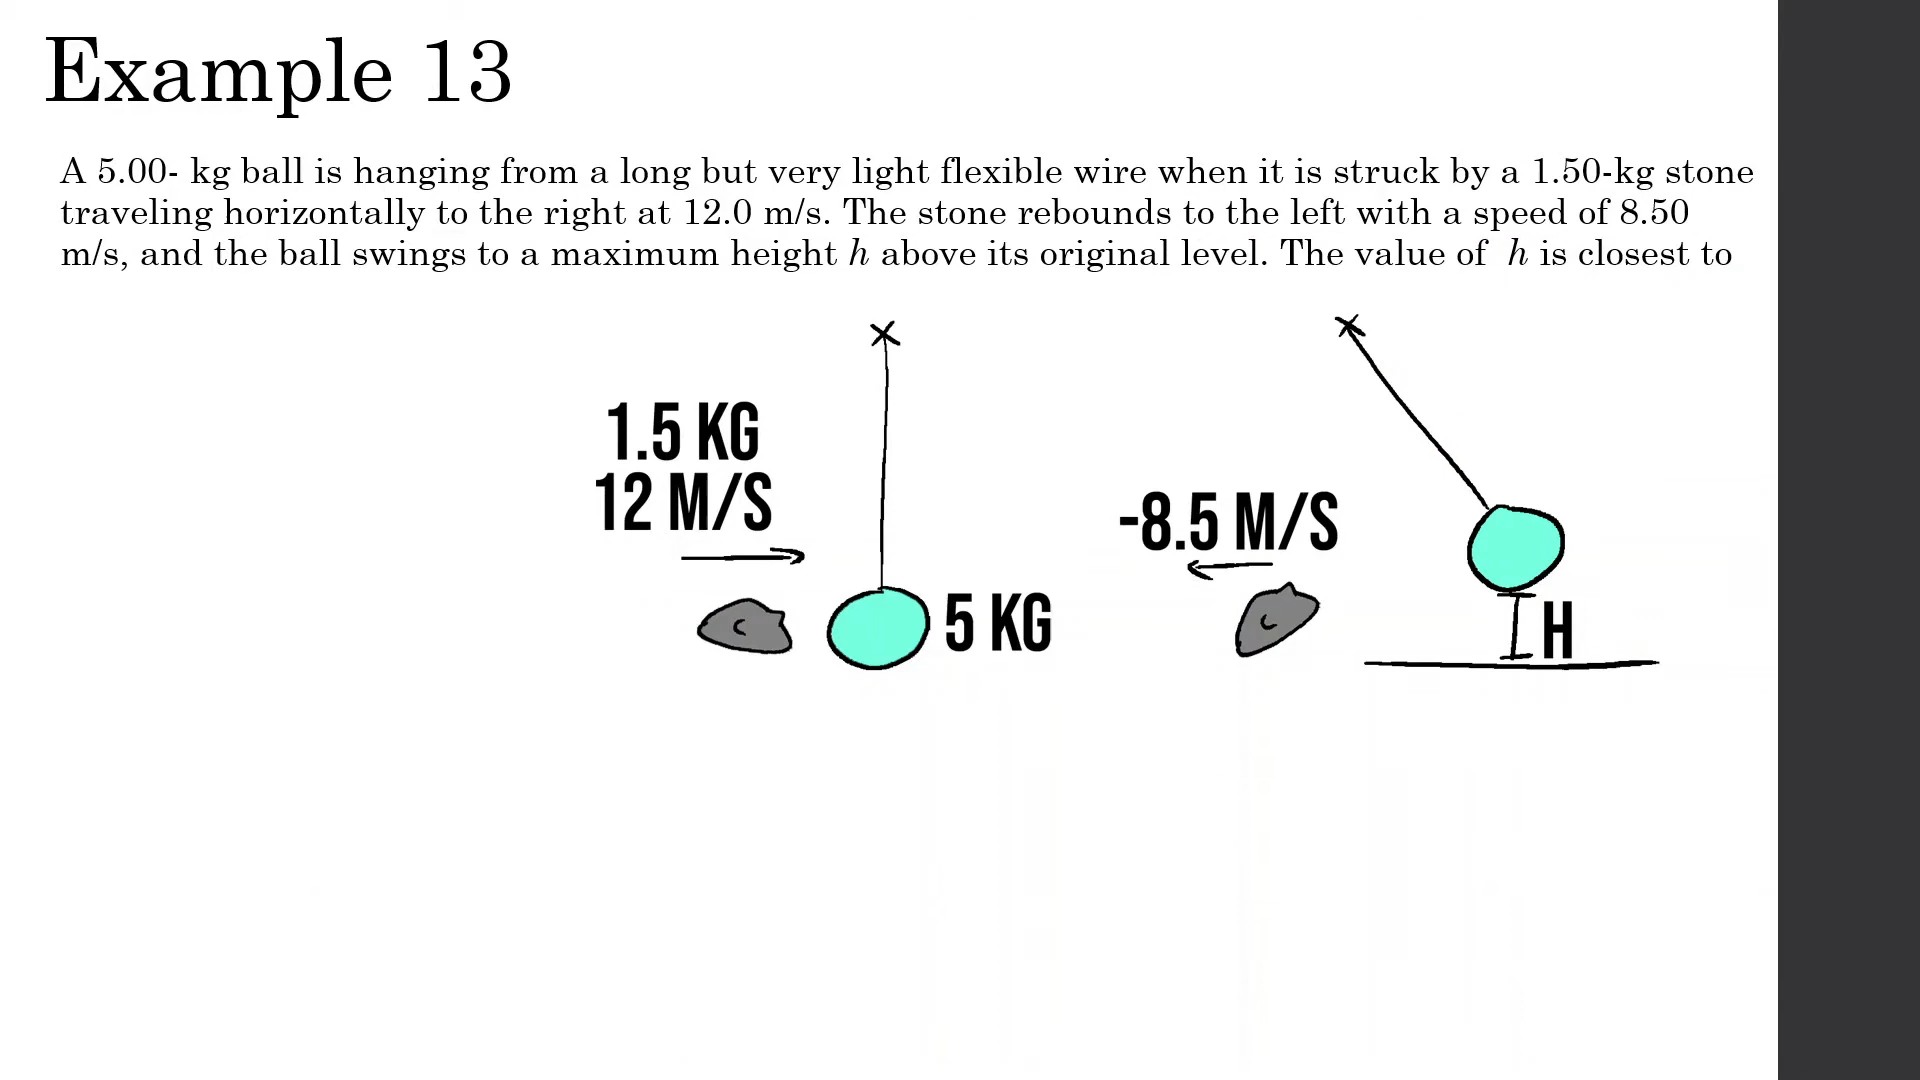 Example 13
A 5.00- kg ball is hanging from a long but very light flexible wire when it is struck by a 1.50-kg stone
traveling horizontally to the right at 12.0 m/s. The stone rebounds to the left with a speed of 8.50
m/s, and the ball swings to a maximum height h above its original level. The value of h is closest to
1.5 KG
12 M/S
5 KG
-8.5 M/S
H